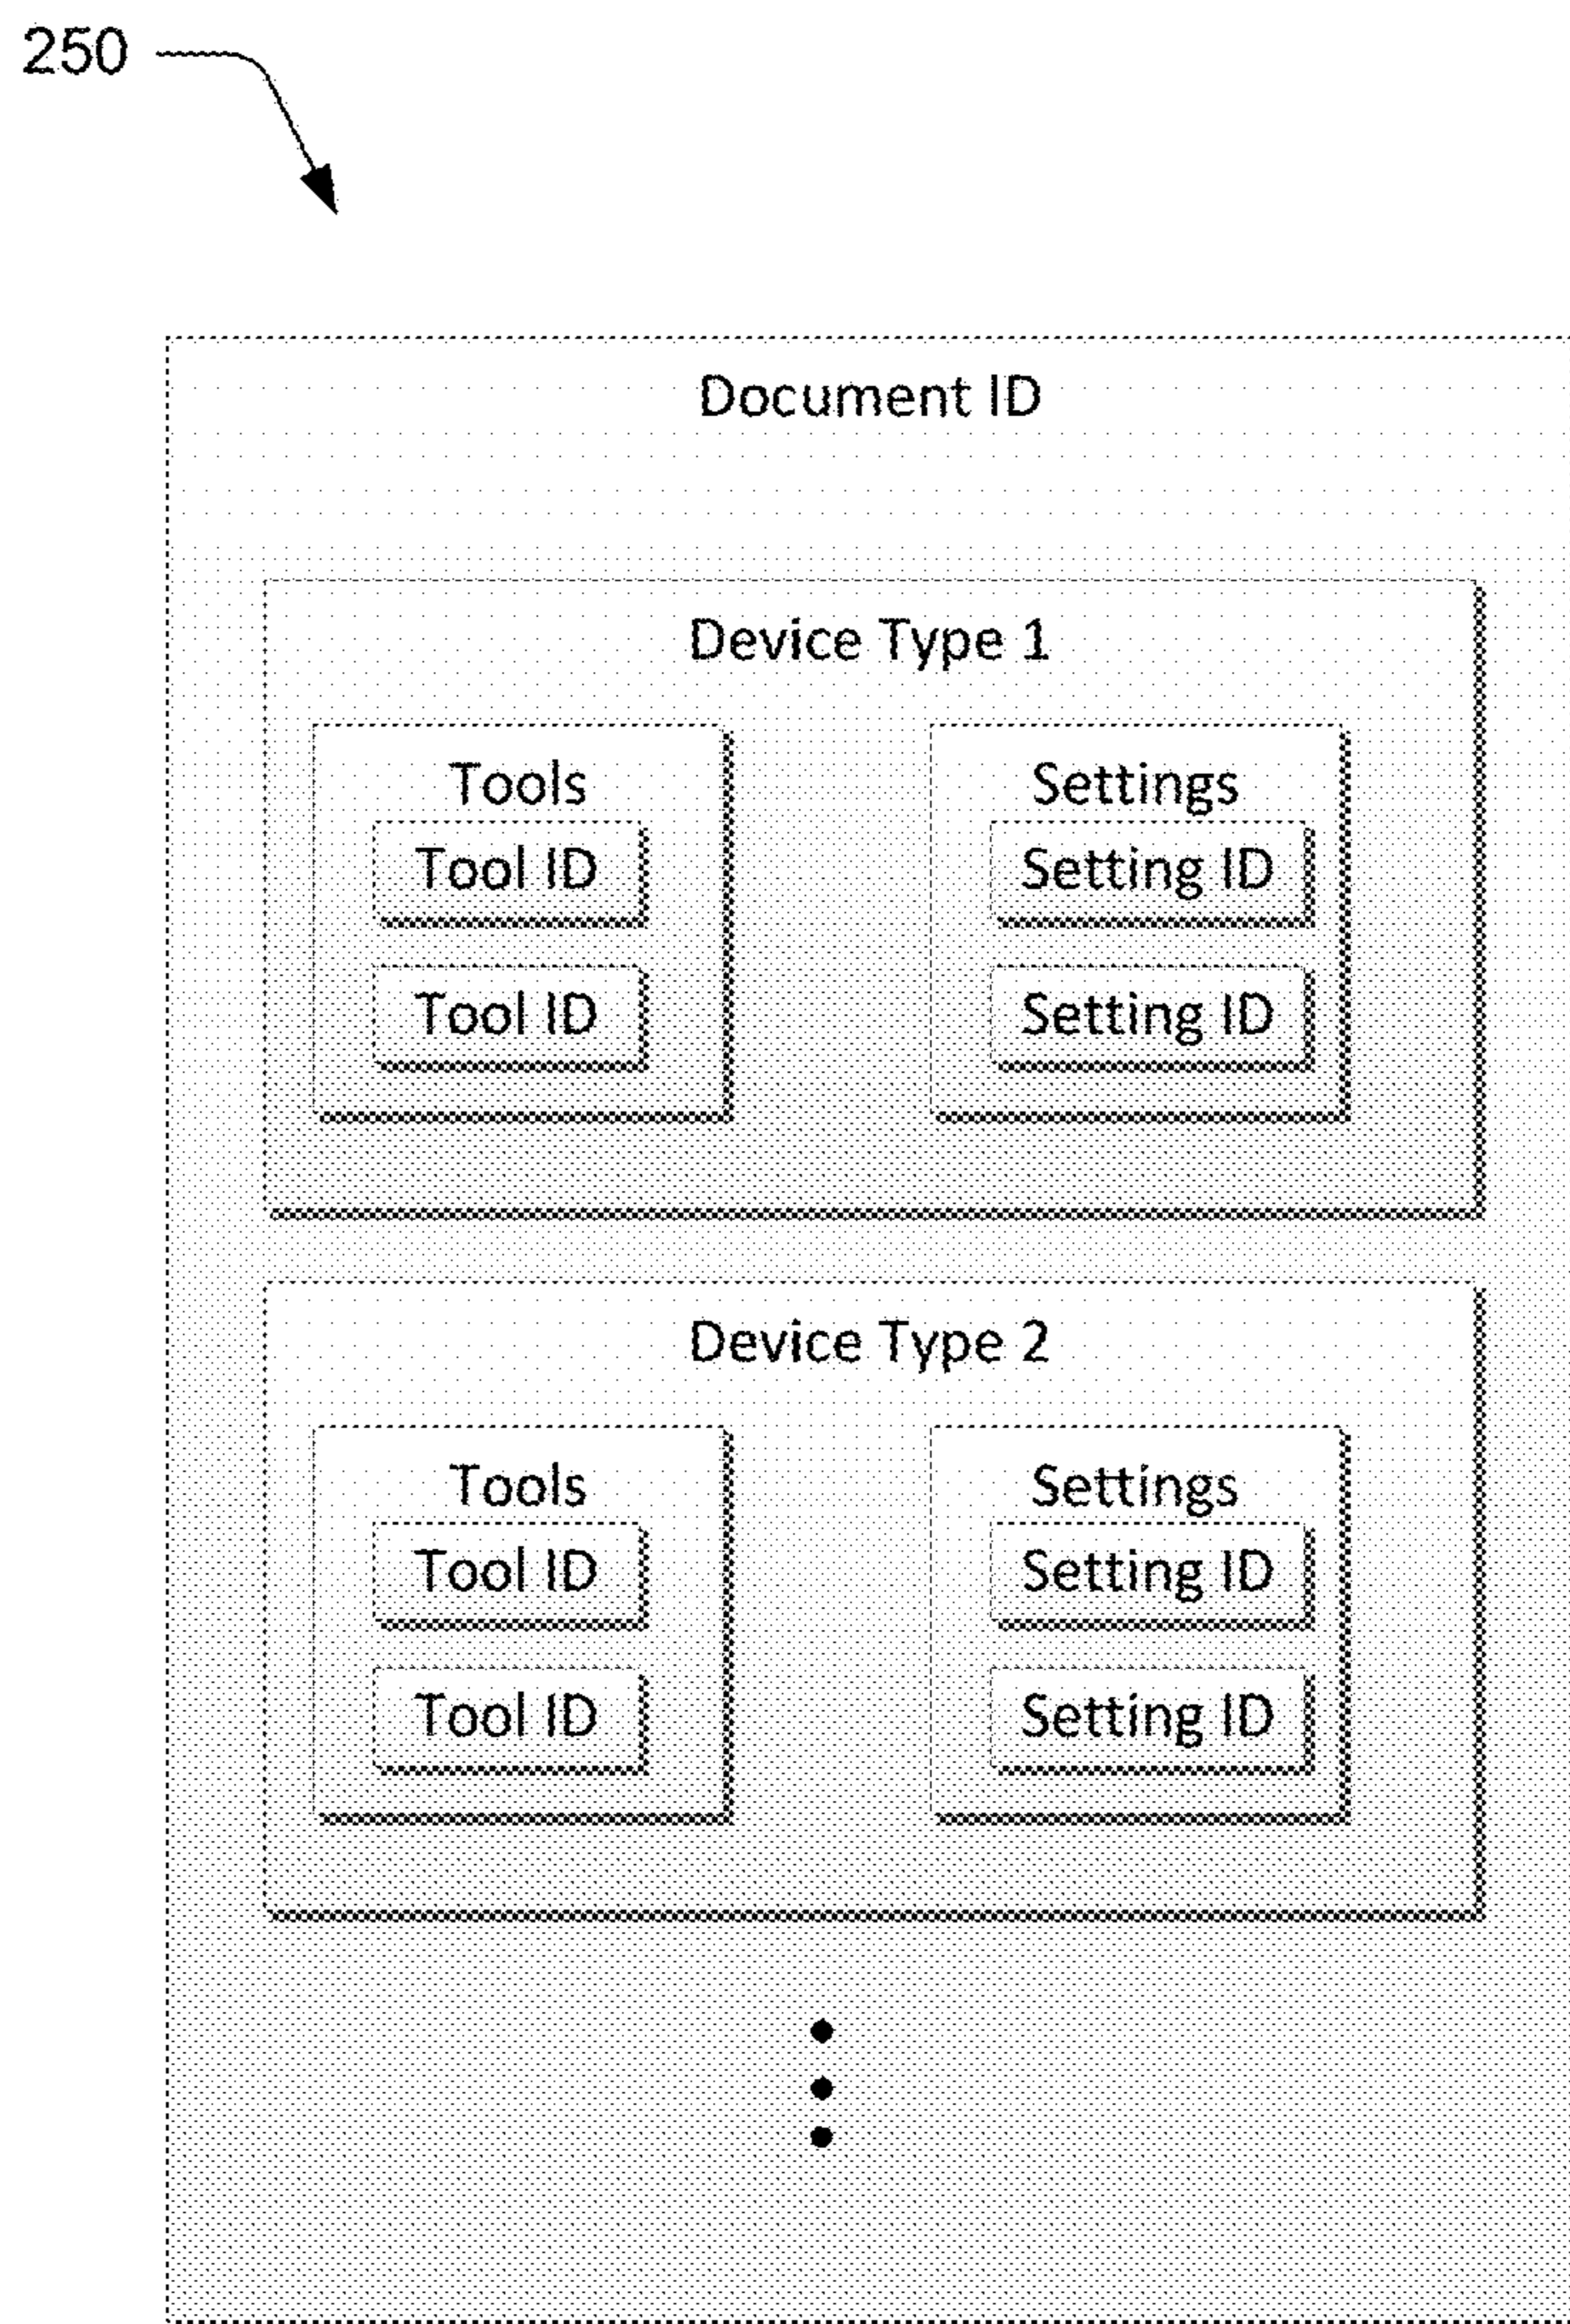 250
Document ID
Device Type 1
Tools
Tool ID
Tool ID
Settings
Setting ID
Setting ID
Device Type 2
Tools
Tool ID
Tool ID
Settings
Setting ID
Setting ID